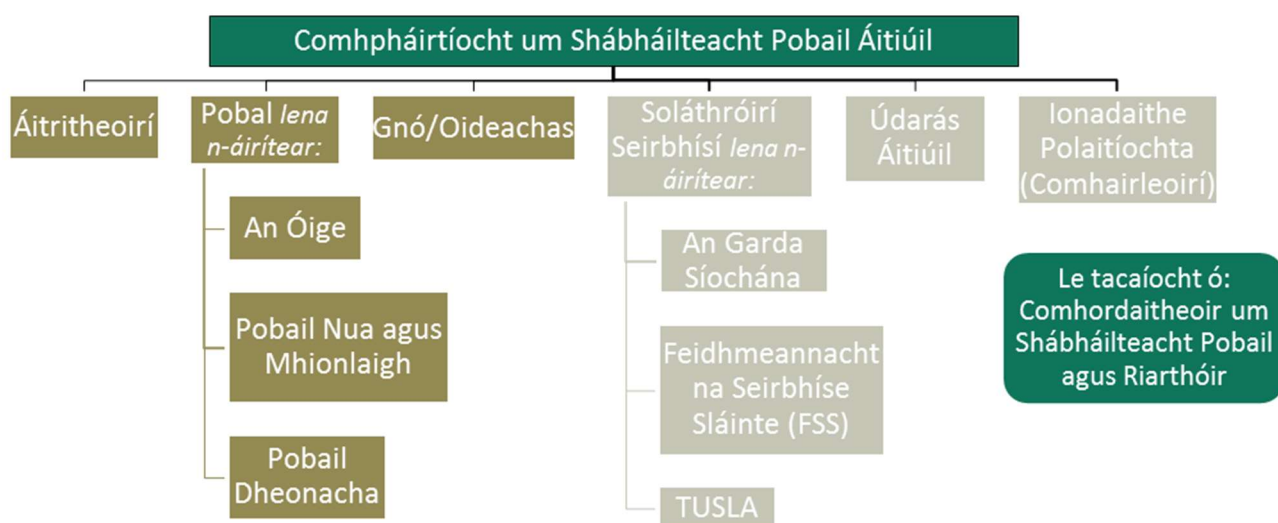 Comhpháirtíocht um Shábháilteacht Pobail Áitiúil
Áitritheoirí
Pobal lena
n-áirítear:
An Óige
Pobail Nua agus
Mhionlaigh
Pobail
Dheonacha
Gnó/Oideachas
Soláthróirí
Seirbhísí lena n-
áirítear:
An Garda
Síochána
Feidhmeannacht
na Seirbhíse
Sláinte (FSS)
TUSLA
Údarás
Áitiúil
Ionadaithe
Polaitíochta
(Comhairleoirí)
Le tacaíocht ó:
Comhordaitheoir um
Shábháilteacht Pobail
agus Riarthóir